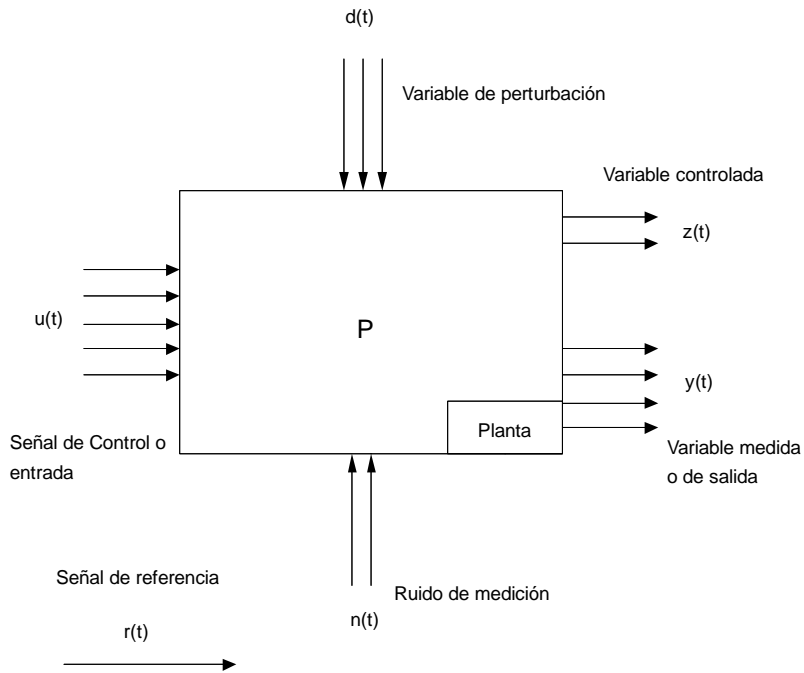 d(t)
Variable de perturbación
Variable controlada
z(t)
u(t)
P
y(t)
Planta
Señal de Control o
entrada
Variable medida
o de salida
Señal de referencia
Ruido de medición
n(t)
r(t)